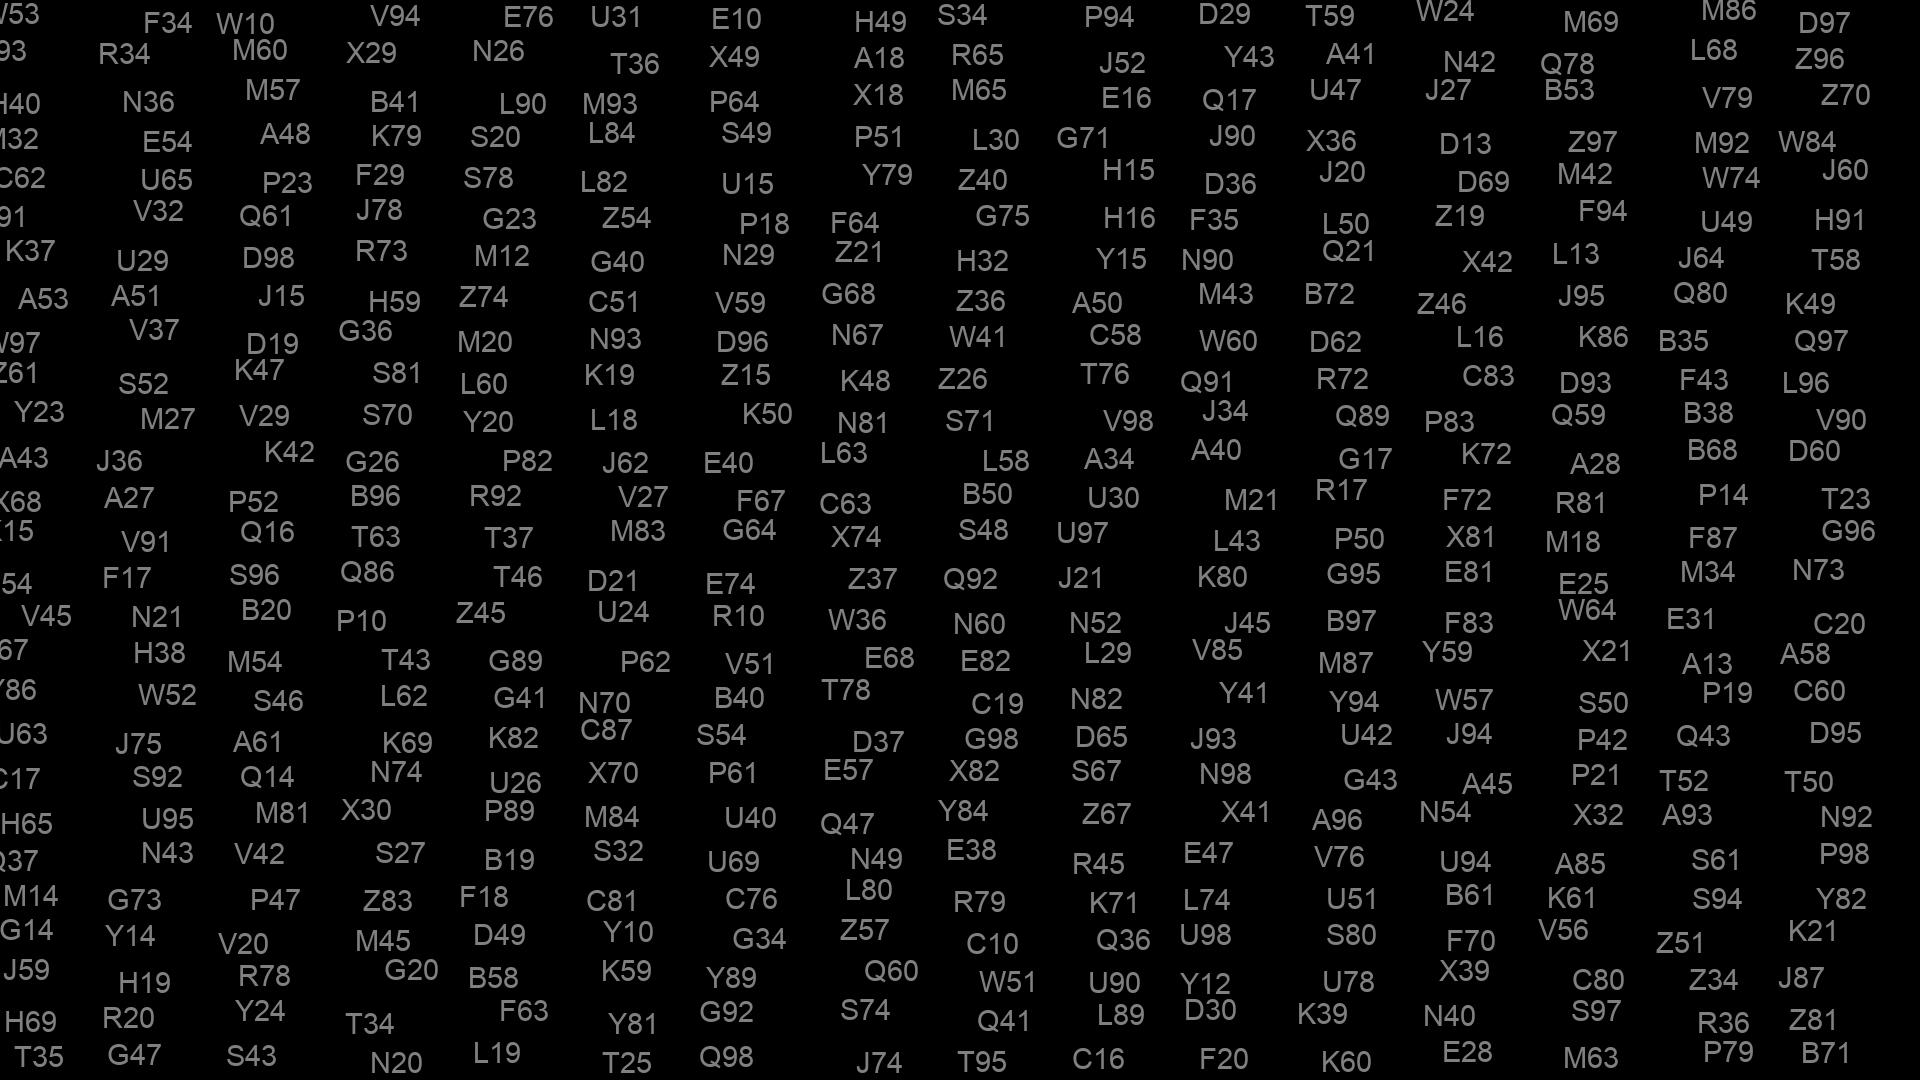 F34 W10 V94 E76 U31 E10 H49 S34 P94 D29 T59 W24 M69 M86 D97
R34 M60 X29 N26 T36 X49 A18 R65 J52 Y43 A41 N42 Q78 L68 Z96
H40 N36 M57 B41 L90 M93 P64 X18 M65 E16 Q17 U47 J27 B53 V79 Z70
E54 A48 K79 S20 L84 S49 P51 L30 G71 J90 X36 D13 Z97 M92 W84
C62 U65 P23 F29 S78 L82 U15 Y79 Z40 H15 D36 J20 D69 M42 W74 J60
V32 Q61 J78 G23 Z54 P18 F64 G75 H16 F35 L50 Z19 F94 U49 H91
K37 U29 D98 R73 M12 G40 N29 Z21 H32 Y15 N90 Q21 X42 L13 J64 T58
A53 A51 J15 H59 Z74 C51 V59 G68 Z36 A50 M43 B72 Z46 J95 Q80 K49
V37 D19 G36 M20 N93 D96 N67 W41 C58 W60 D62 L16 K86 B35 Q97
Z61 S52 K47 S81 L60 K19 Z15 K48 Z26 T76 Q91 R72 C83 D93 F43 L96
Y23 M27 V29 S70 Y20 L18 K50 N81 S71 V98 J34 Q89 P83 Q59 B38 V90
A43 J36 K42 G26 P82 J62 E40 L63 L58 A34 A40 G17 K72 A28 B68 D60
X68 A27 P52 B96 R92 V27 F67 C63 B50 U30 M21 R17 F72 R81 P14 T23
V91 Q16 T63 T37 M83 G64 X74 S48 U97 L43 P50 X81 M18 F87 G96
F17 S96 Q86 T46 D21 E74 Z37 Q92 J21 K80 G95 E81 E25 M34 N73
V45 N21 B20 P10 Z45 U24 R10 W36 N60 N52 J45 B97 F83 W64 E31 C20
H38 M54 T43 G89 P62 V51 E68 E82 L29 V85 M87 Y59 X21 A13 A58
Y86 W52 S46 L62 G41 N70 B40 T78 C19 N82 Y41 Y94 W57 S50 P19 C60
U63 J75 A61 K69 K82 C87 S54 D37 G98 D65 J93 U42 J94 P42 Q43 D95
C17 S92 Q14 N74 U26 X70 P61 E57 X82 S67 N98 G43 A45 P21 T52 T50
H65 U95 M81 X30 P89 M84 U40 Q47 Y84 Z67 X41 A96 N54 X32 A93 N92
Q37 N43 V42 S27 B19 S32 U69 N49 E38 R45 E47 V76 U94 A85 S61 P98
M14 G73 P47 Z83 F18 C81 C76 L80 R79 K71 L74 U51 B61 K61 S94 Y82
G14 Y14 V20 M45 D49 Y10 G34 Z57 C10 Q36 U98 S80 F70 V56 Z51 K21
J59 H19 R78 G20 B58 K59 Y89 Q60 W51 U90 Y12 U78 X39 C80 Z34 J87
H69 R20 Y24 T34 F63 Y81 G92 S74 Q41 L89 D30 K39 N40 S97 R36 Z81
T35 G47 S43 N20 L19 T25 Q98 J74 T95 C16 F20 K60 E28 M63 P79 B71